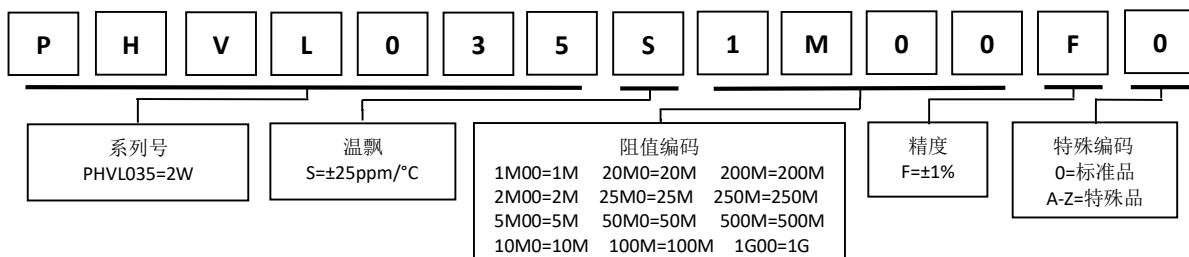 P H V L 0 3 5 S 1 M 0 0 F 0
系列号
PHVL035=2W
温飘
S=±25ppm/°C
阻值编码
1M00=1M 20M0=20M 200M=200M
2M00=2M 25M0=25M 250M=250M
5M00=5M 50M0=50M 500M=500M
10M0=10M 100M=100M 1G00=1G
精度
F=±1%
特殊编码
0=标准品
A-Z=特殊品